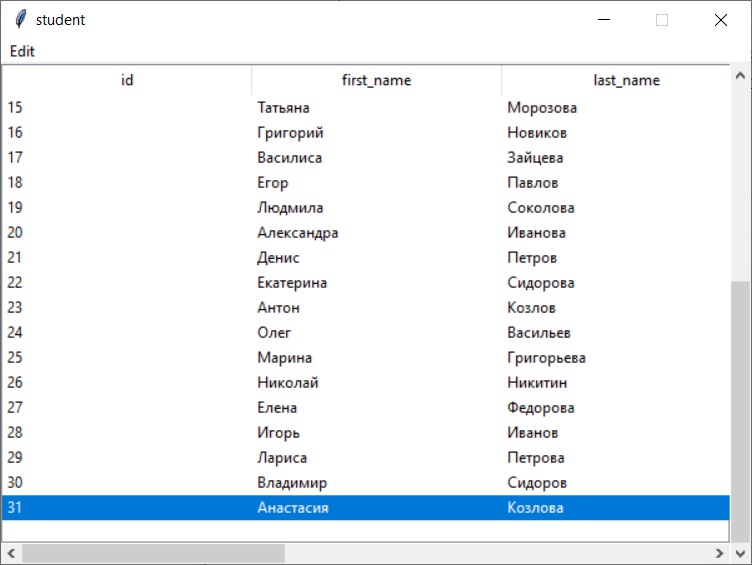 student
Edit
id first_name last_name
15 Татьяна Морозова
16 Григорий Новиков
17 Василиса Зайцева
18 Егор Павлов
19 Людмила Соколова
20 Александра Иванова
21 Денис Петров
22 Екатерина Сидорова
23 Антон Козлов
24 Олег Васильев
25 Марина Григорьева
26 Николай Никитин
27 Елена Федорова
28 Игорь Иванов
29 Лариса Петрова
30 Владимир Сидоров
31 Анастасия Козлова